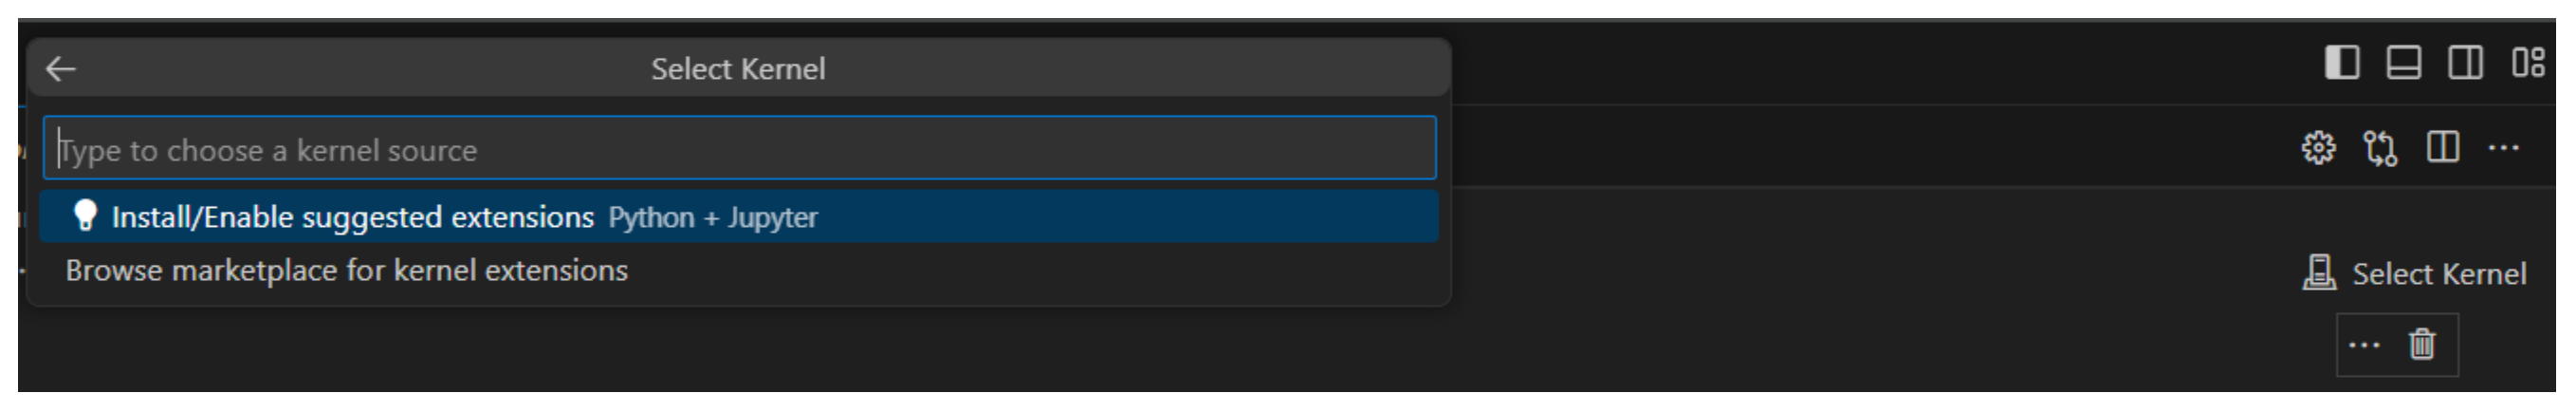 Select Kernel
Type to choose a kernel source
Install/Enable suggested extensions Python + Jupyter
Browse marketplace for kernel extensions
Select Kernel